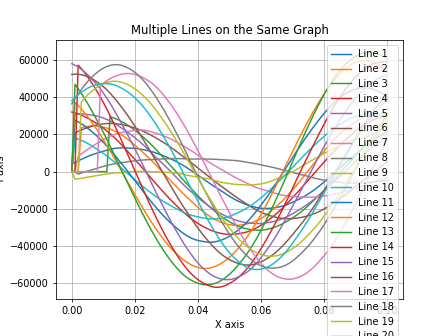 Multiple Lines on the Same Graph
60000
40000
20000
0
−20000
−40000
−60000
0.00
0.02
0.04
0.06
X axis
axis
Line 1
Line 2
Line 3
Line 4
Line 5
Line 6
Line 7
Line 8
Line 9
Line 10
Line 11
Line 12
Line 13
Line 14
Line 15
Line 16
Line 17
Line 18
Line 19
Line 20